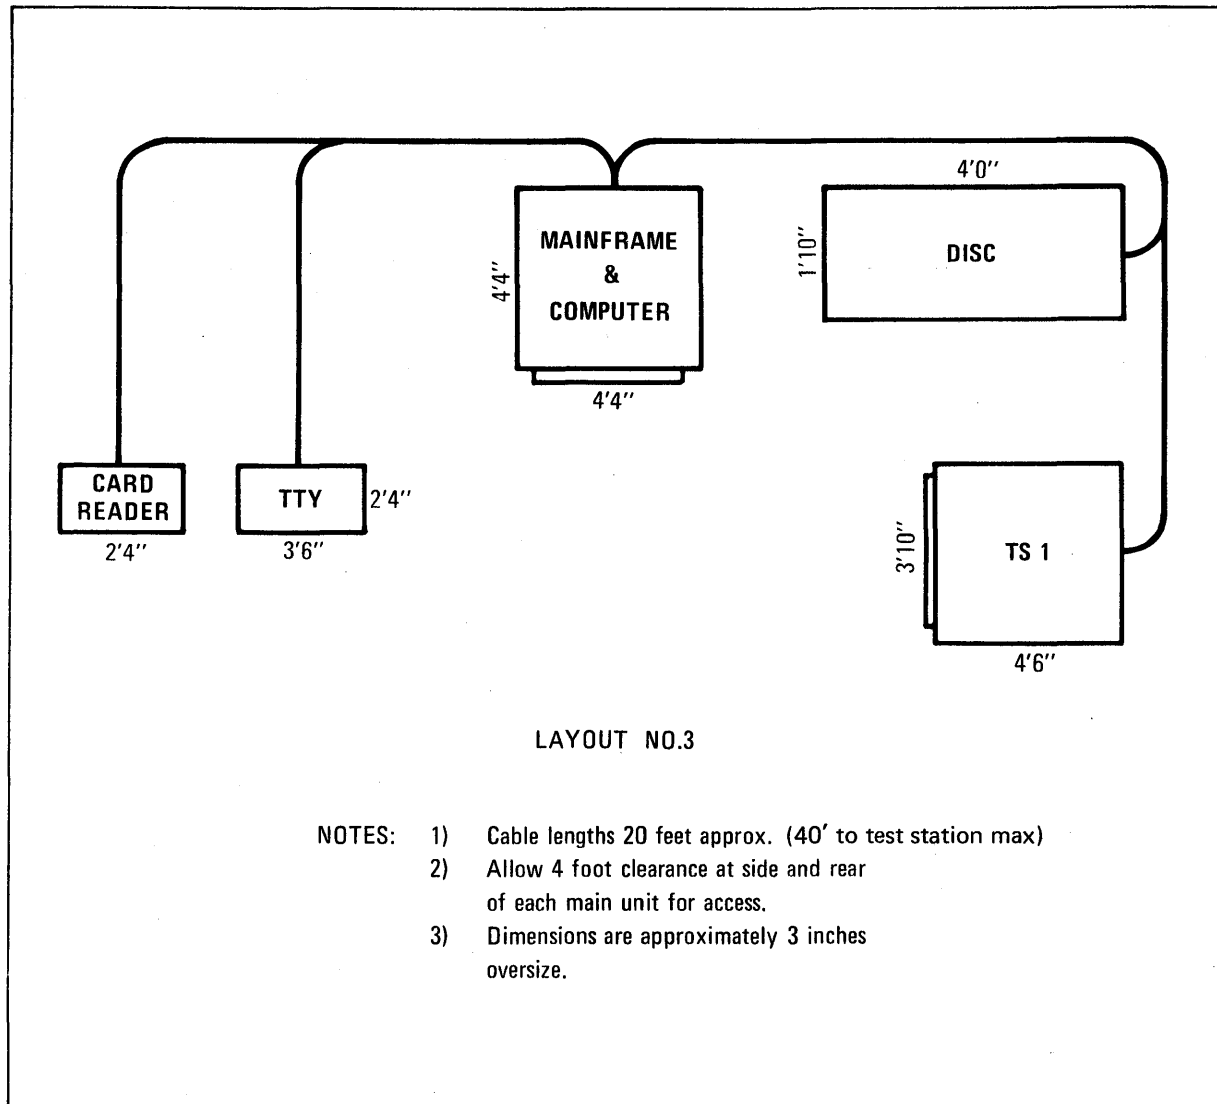 4'0''
MAINFRAME
&
COMPUTER
4'4''
4'4''
DISC
1'10''
CARD
READER
2'4''
TTY
2'4''
3'6''
TS 1
3'10''
4'6''
LAYOUT NO.3
NOTES: 1) Cable lengths 20 feet approx. (40' to test station max)
2) Allow 4 foot clearance at side and rear
of each main unit for access.
3) Dimensions are approximately 3 inches
oversize.